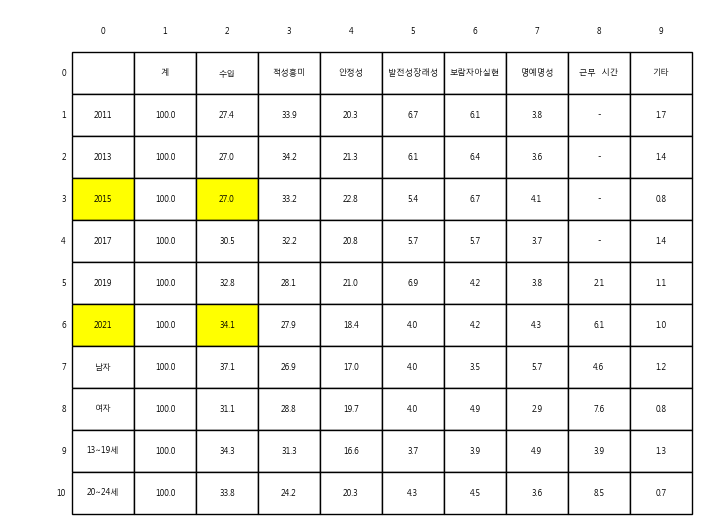 0 1 2 3 4 5 6 7 8 9
0 계 수입 적성흥미 안정성 발전성장래성 보람자아실현 명예명성 근무 시간 기타
1 2011 100.0 27.4 33.9 20.3 6.7 6.1 3.8 - 1.7
2 2013 100.0 27.0 34.2 21.3 6.1 6.4 3.6 - 1.4
3 2015 100.0 27.0 33.2 22.8 5.4 6.7 4.1 - 0.8
4 2017 100.0 30.5 32.2 20.8 5.7 5.7 3.7 - 1.4
5 2019 100.0 32.8 28.1 21.0 6.9 4.2 3.8 2.1 1.1
6 2021 100.0 34.1 27.9 18.4 4.0 4.2 4.3 6.1 1.0
7 남자 100.0 37.1 26.9 17.0 4.0 3.5 5.7 4.6 1.2
8 여자 100.0 31.1 28.8 19.7 4.0 4.9 2.9 7.6 0.8
9 13~19세 100.0 34.3 31.3 16.6 3.7 3.9 4.9 3.9 1.3
10 20~24세 100.0 33.8 24.2 20.3 4.3 4.5 3.6 8.5 0.7